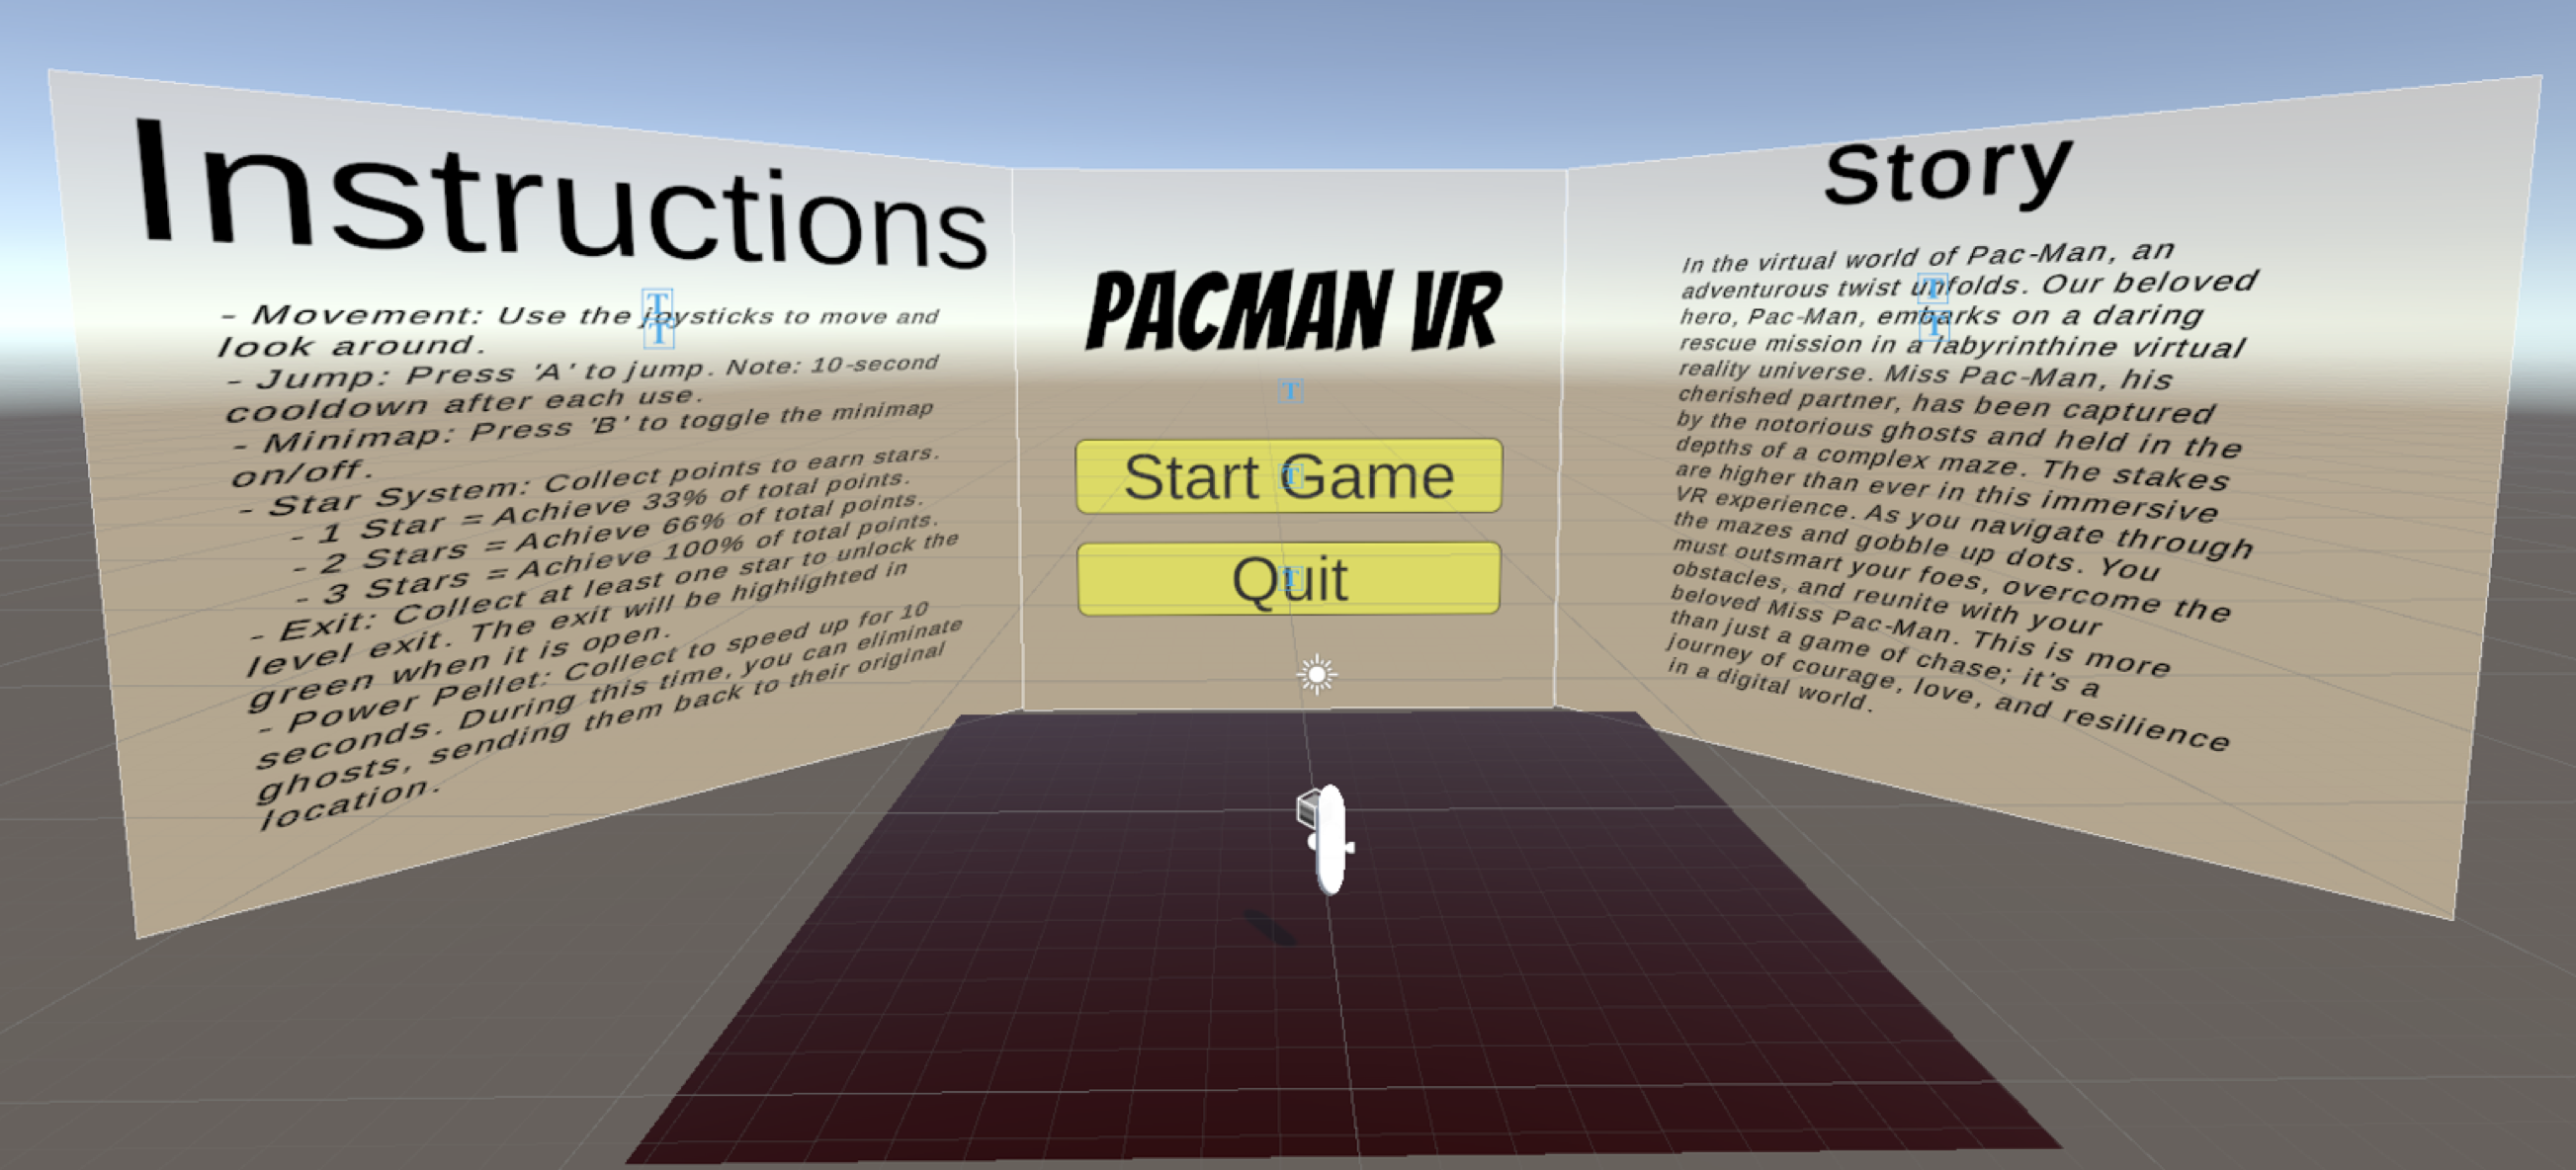 Instructions
- Movement: Use the joysticks to move and
look around.
- Jump: Press 'A' to jump. Note: 10-second
cooldown after each use.
- Minimap: Press 'B' to toggle the minimap
on/off.
- Star System: Collect points to earn stars.
- 1 Star = Achieve 33% of total points.
- 2 Stars = Achieve 66% of total points.
- 3 Stars = Achieve 100% of total points.
- Exit: Collect at least one star to unlock the
level exit. The exit will be highlighted in
green when it is open.
- Power Pellet: Collect to speed up for 10
seconds. During this time, you can eliminate
ghosts, sending them back to their original
location.
PACMAN VR
Start Game
Quit
Story
In the virtual world of Pac-Man, an
adventurous twist unfolds. Our beloved
hero, Pac-Man, embarks on a daring
rescue mission in a labyrinthine virtual
reality universe. Miss Pac-Man, his
cherished partner, has been captured
by the notorious ghosts and held in the
depths of a complex maze. The stakes
are higher than ever in this immersive
VR experience. As you navigate through
the mazes and gobble up dots. You
must outsmart your foes, overcome the
obstacles, and reunite with your
beloved Miss Pac-Man. This is more
than just a game of chase; it's a
journey of courage, love, and resilience
in a digital world.